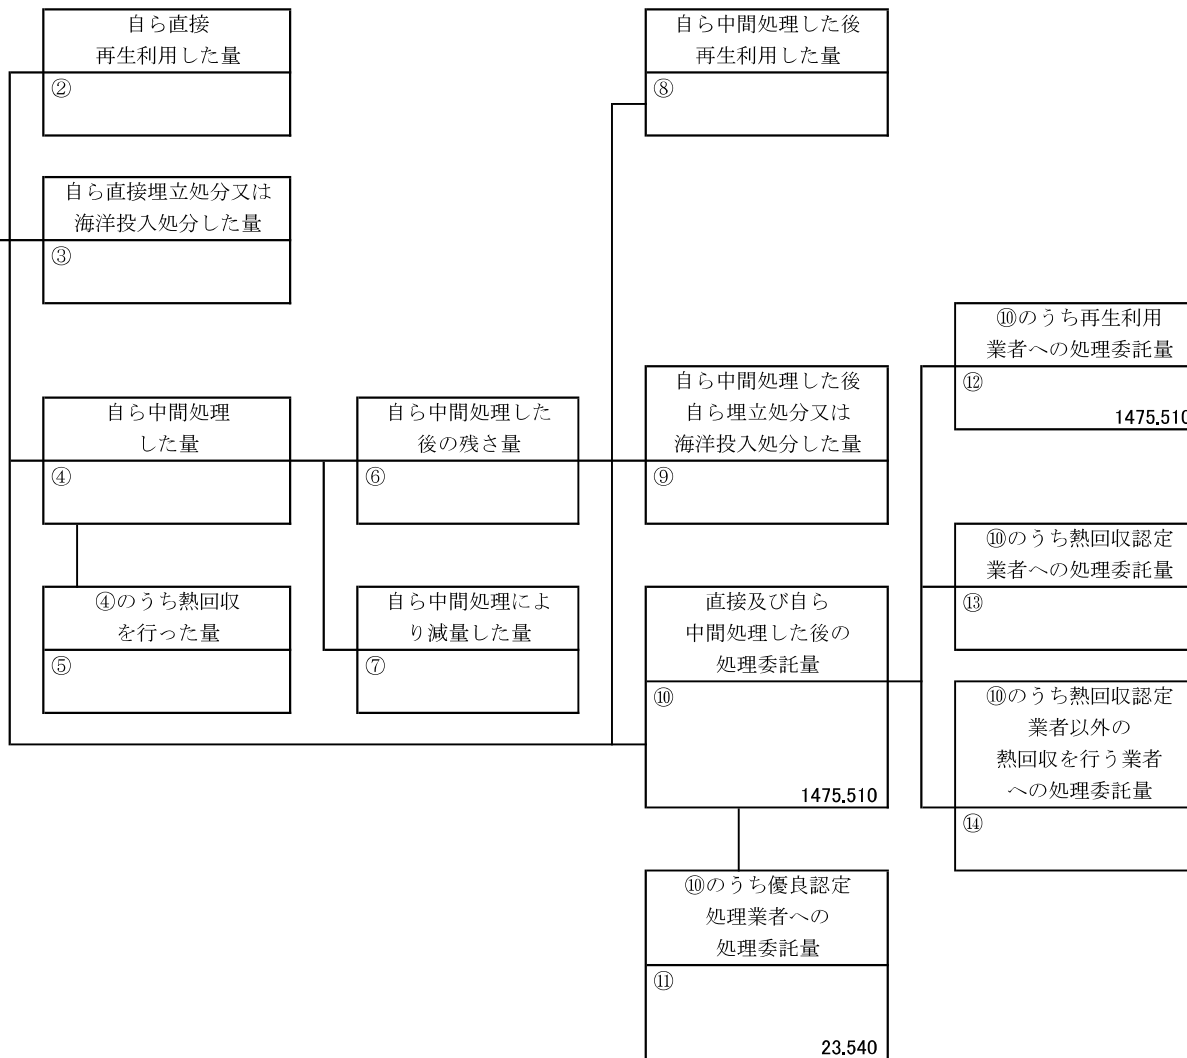 自ら直接
再生利用した量
②
自ら中間処理した後
再生利用した量
⑧
自ら直接埋立処分又は
海洋投入処分した量
③
⑩のうち再生利用
業者への処理委託量
⑫
1475.510
自ら中間処理
した量
④
自ら中間処理した
後の残さ量
⑥
自ら中間処理した後
自ら埋立処分又は
海洋投入処分した量
⑨
⑩のうち熱回収認定
業者への処理委託量
⑬
④のうち熱回収
を行った量
⑤
自ら中間処理によ
り減量した量
⑦
直接及び自ら
中間処理した後の
処理委託量
⑩
1475.510
⑩のうち熱回収認定
業者以外の
熱回収を行う業者
への処理委託量
⑭
⑩のうち優良認定
処理業者への
処理委託量
⑪
23.540